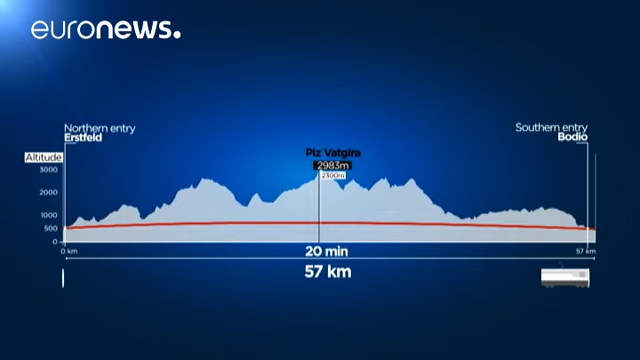 euronews.
Northern entry
Erstfeld
Southern entry
Bodio
Piz Vatgira
2983m
2300m
Altitude
3000
2000
1000
500
0
0 km
20 min
57 km
57 km